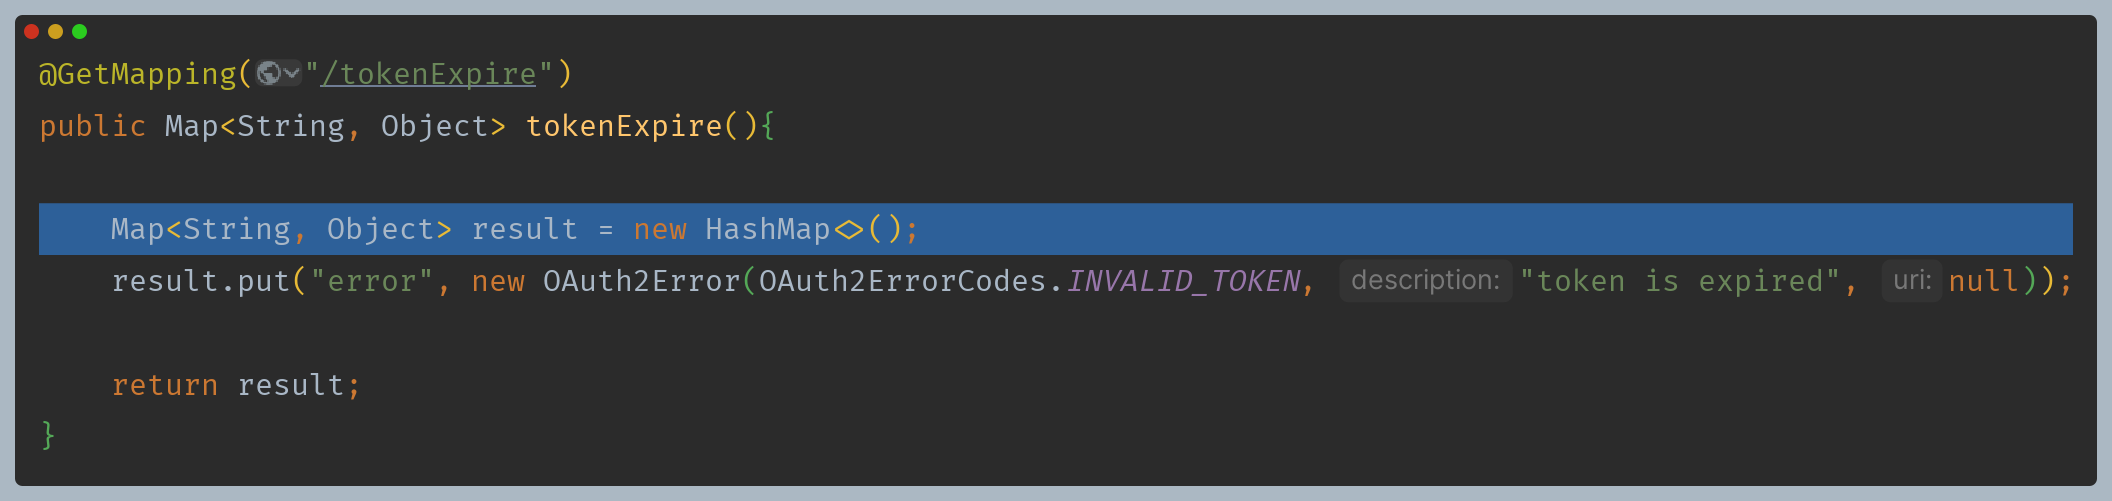 @GetMapping("/tokenExpire")
public Map<String, Object> tokenExpire(){
Map<String, Object> result = new HashMap<>();
result.put("error", new OAuth2Error(OAuth2ErrorCodes.INVALID_TOKEN, description: "token is expired", uri: null));
return result;
}